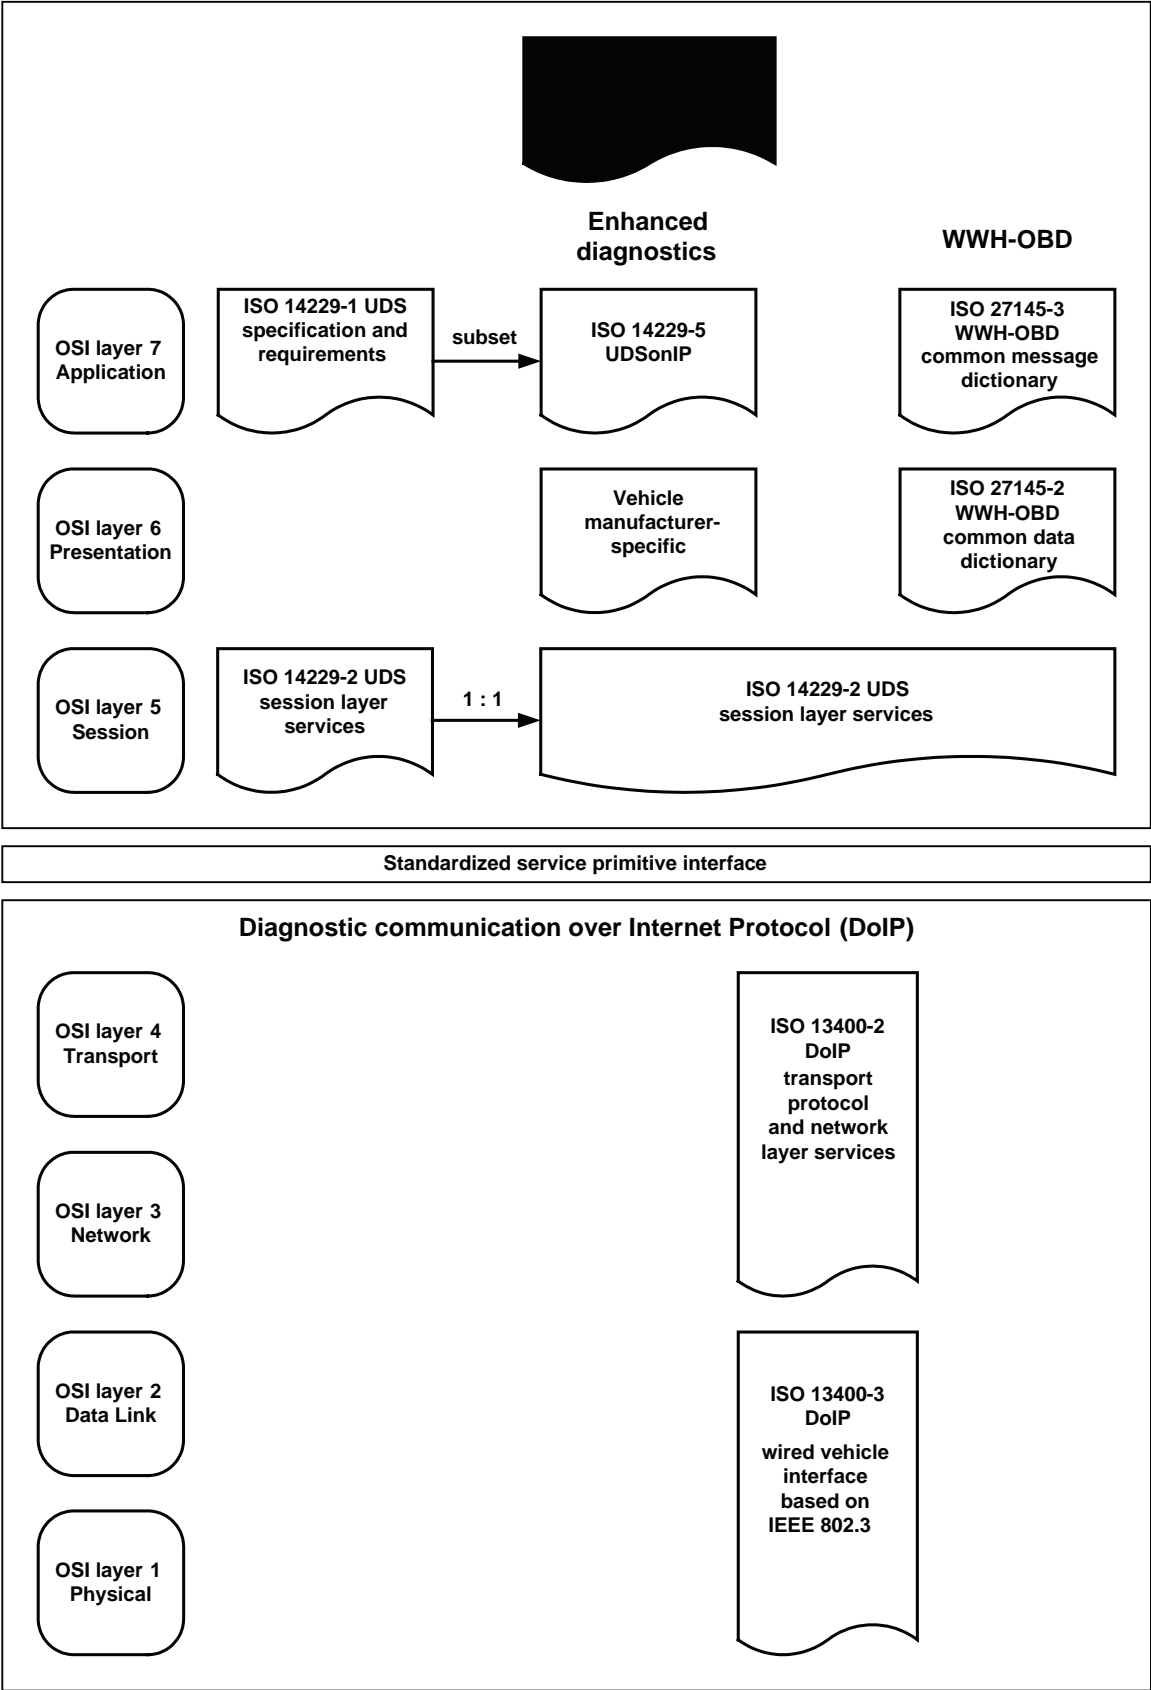 Enhanced
diagnostics
WWH-OBD
OSI layer 7
Application
ISO 14229-1 UDS
specification and
requirements
subset
ISO 14229-5
UDSonIP
ISO 27145-3
WWH-OBD
common message
dictionary
OSI layer 6
Presentation
Vehicle
manufacturer-
specific
ISO 27145-2
WWH-OBD
common data
dictionary
OSI layer 5
Session
ISO 14229-2 UDS
session layer
services
1 : 1
ISO 14229-2 UDS
session layer services
Standardized service primitive interface
Diagnostic communication over Internet Protocol (DoIP)
OSI layer 4
Transport
ISO 13400-2
DoIP
transport
protocol
and network
layer services
OSI layer 3
Network
OSI layer 2
Data Link
ISO 13400-3
DoIP
wired vehicle
interface
based on
IEEE 802.3
OSI layer 1
Physical